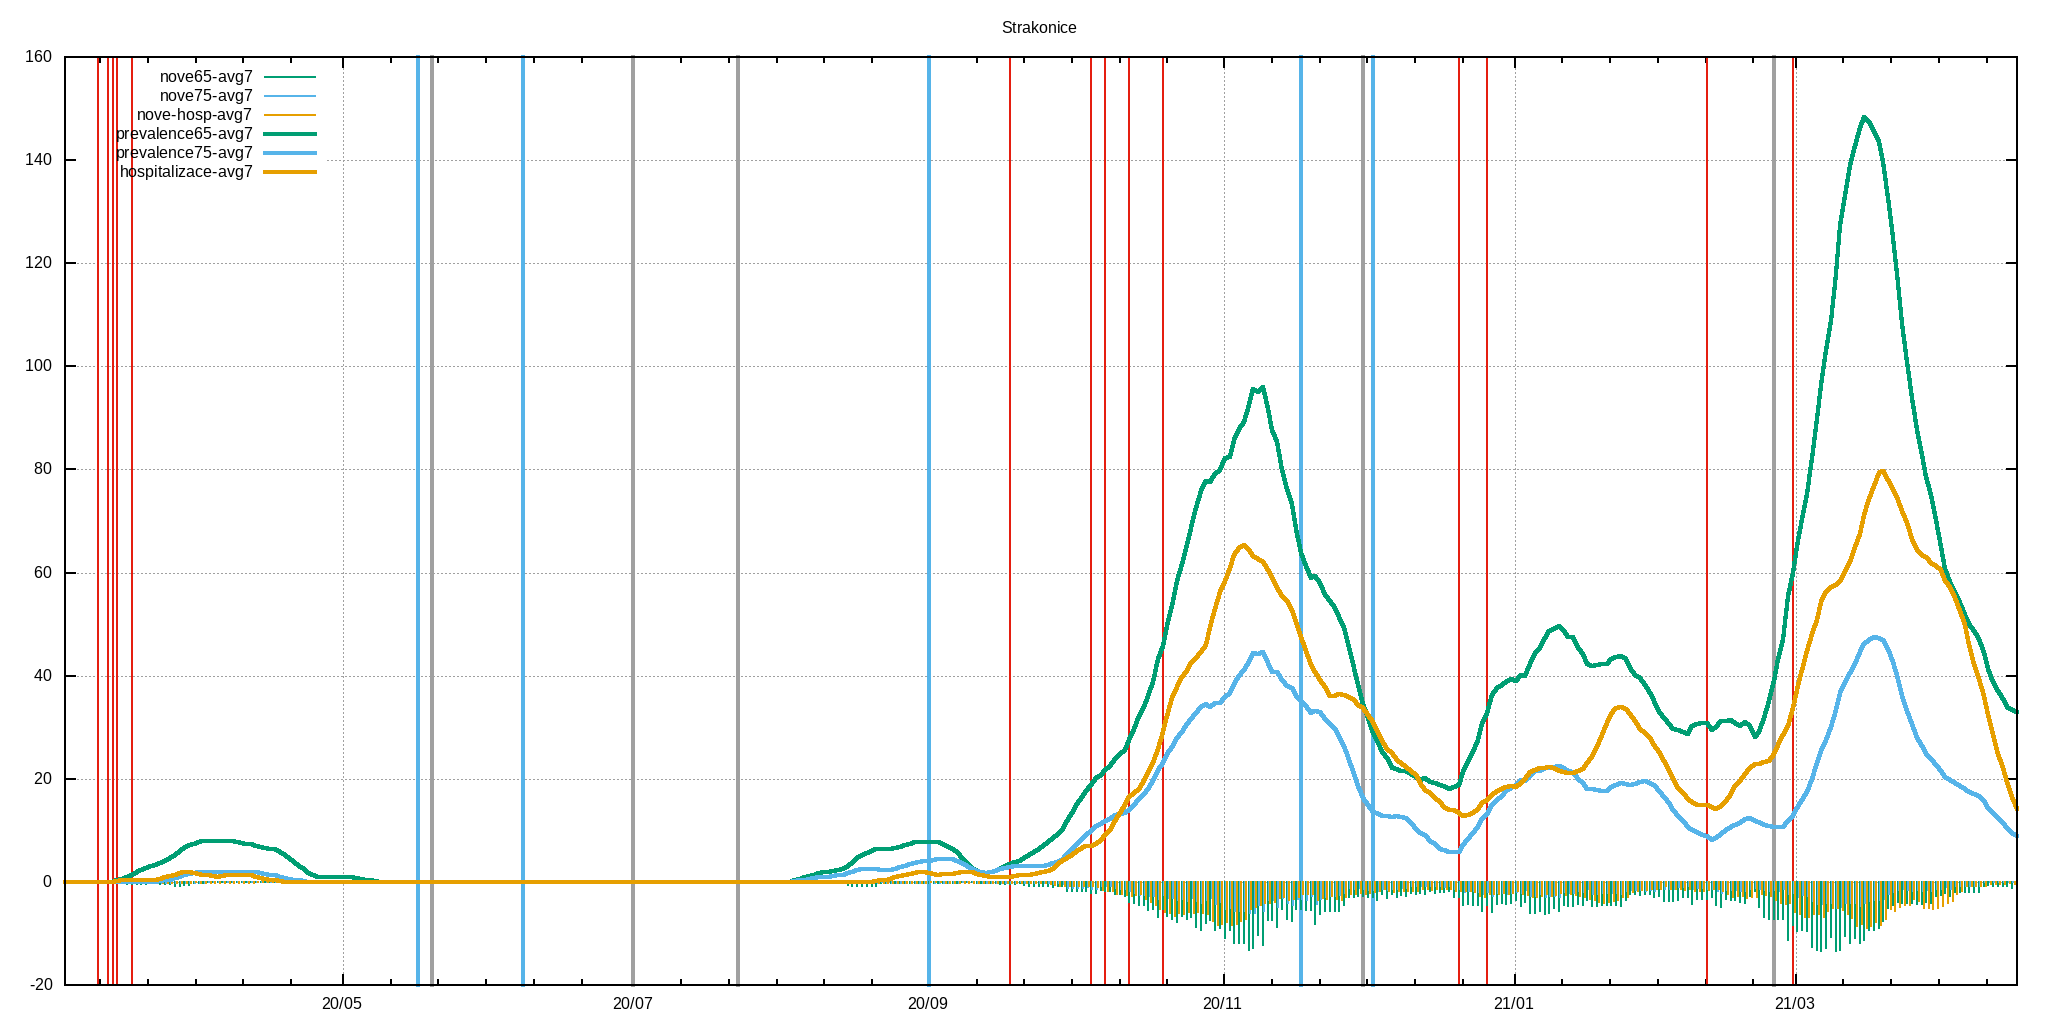 Strakonice
160
140
120
100
80
60
40
20
0
-20
nove65-avg7
nove75-avg7
nove-hosp-avg7
prevalence65-avg7
prevalence75-avg7
hospitalizace-avg7
20/05 20/07 20/09 20/11 21/01 21/03